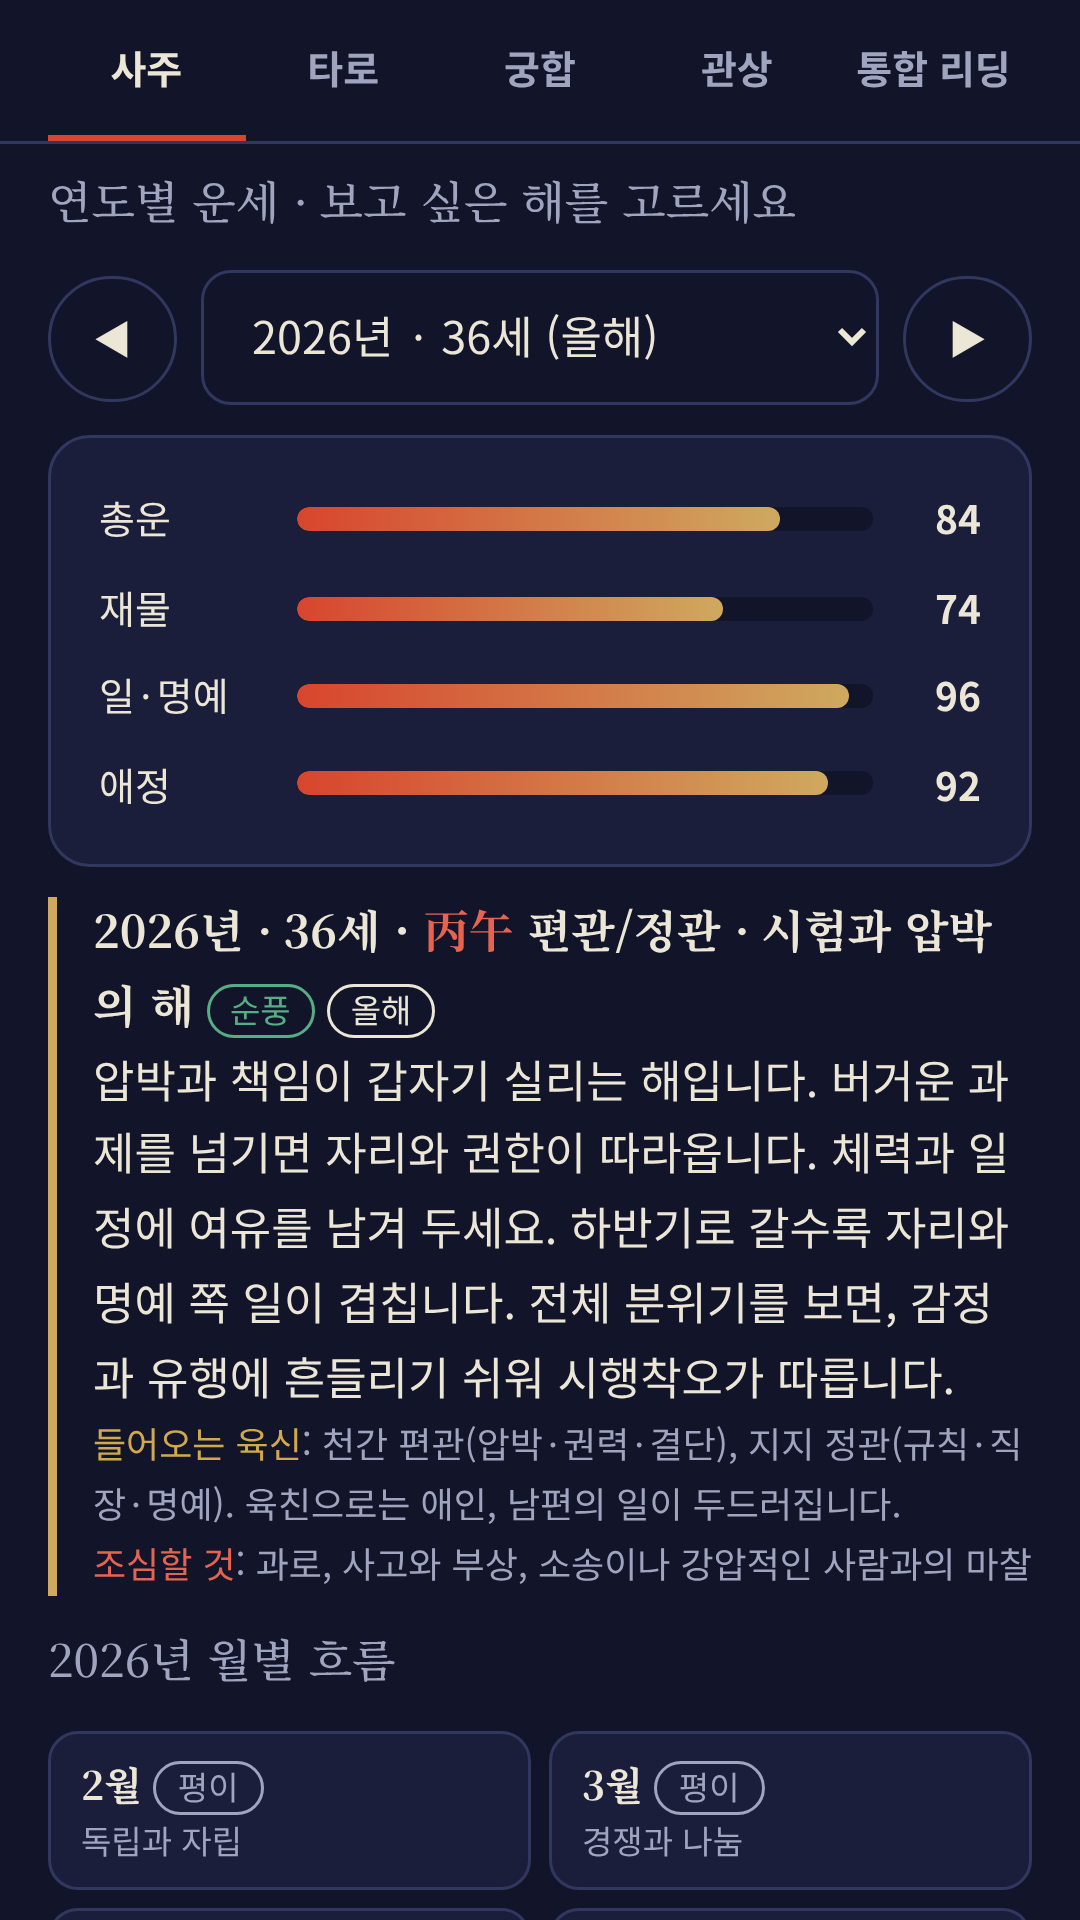 사주 타로 궁합 관상 통합 리딩
연도별 운세 · 보고 싶은 해를 고르세요
◀ 2026년 · 36세 (올해) ▶
총운 84
재물 74
일·명예 96
애정 92
2026년 · 36세 · 丙午 편관/정관 · 시험과 압박
의 해 순풍 올해
압박과 책임이 갑자기 실리는 해입니다. 버거운 과
제를 넘기면 자리와 권한이 따라옵니다. 체력과 일
정에 여유를 남겨 두세요. 하반기로 갈수록 자리와
명예 쪽 일이 겹칩니다. 전체 분위기를 보면, 감정
과 유행에 흔들리기 쉬워 시행착오가 따릅니다.
들어오는 육신: 천간 편관(압박·권력·결단), 지지 정관(규칙·직
장·명예). 육친으로는 애인, 남편의 일이 두드러집니다.
조심할 것: 과로, 사고와 부상, 소송이나 강압적인 사람과의 마찰
2026년 월별 흐름
2월 평이
독립과 자립
3월 평이
경쟁과 나눔